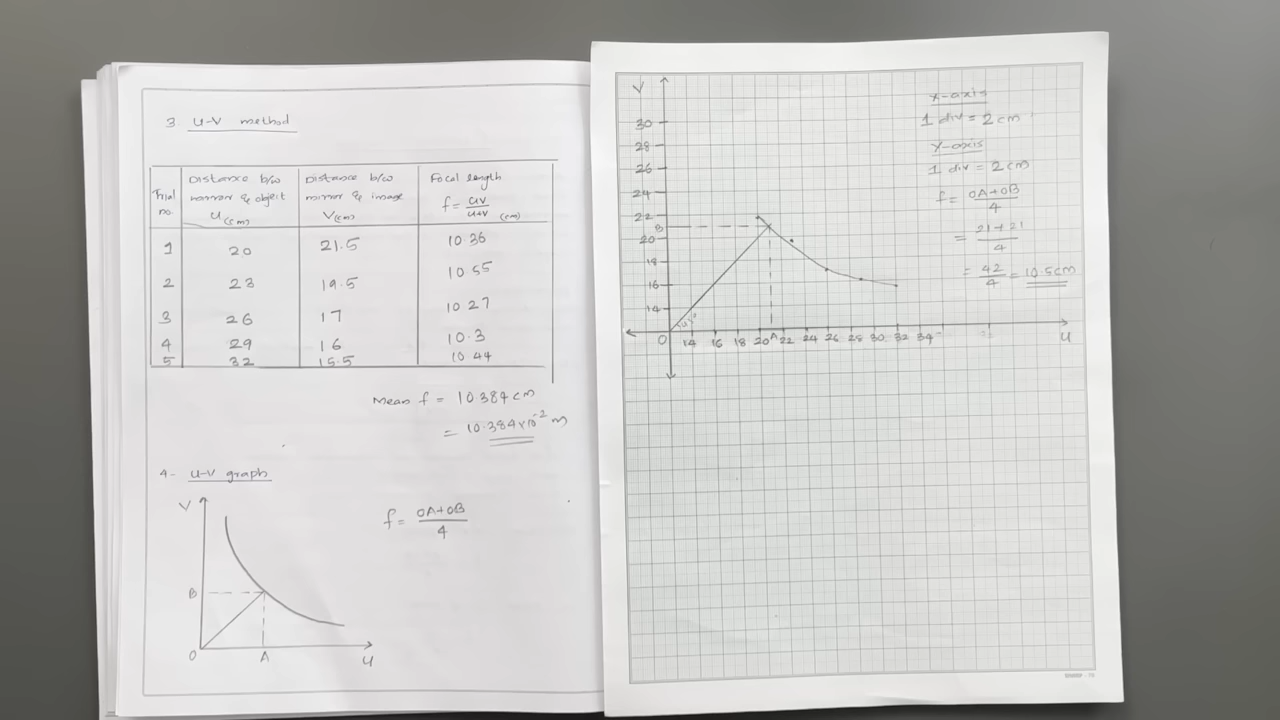 3. U-V method
Trial no.
Distance b/w mirror & object U (cm)
Distance b/w mirror & image V (cm)
Focal length f = uv/u+v (cm)
1 20 21.5 10.36
2 23 19.5 10.55
3 26 17 10.27
4 29 16 10.3
5 32 15.5 10.44
Mean f = 10.384 cm
= 10.384 x 10⁻² m
4- U-V graph
V
f = OA+OB/4
B
O
A
U
V
30
28
26
24
22
B
20
18
16
14
O 14 16 18 20 A 22 24 26 28 30 32 34
U
45°
X-axis
1 div = 2 cm
Y-axis
1 div = 2 cm
f = OA+OB/4
= 21+21/4
= 42/4 = 10.5 cm